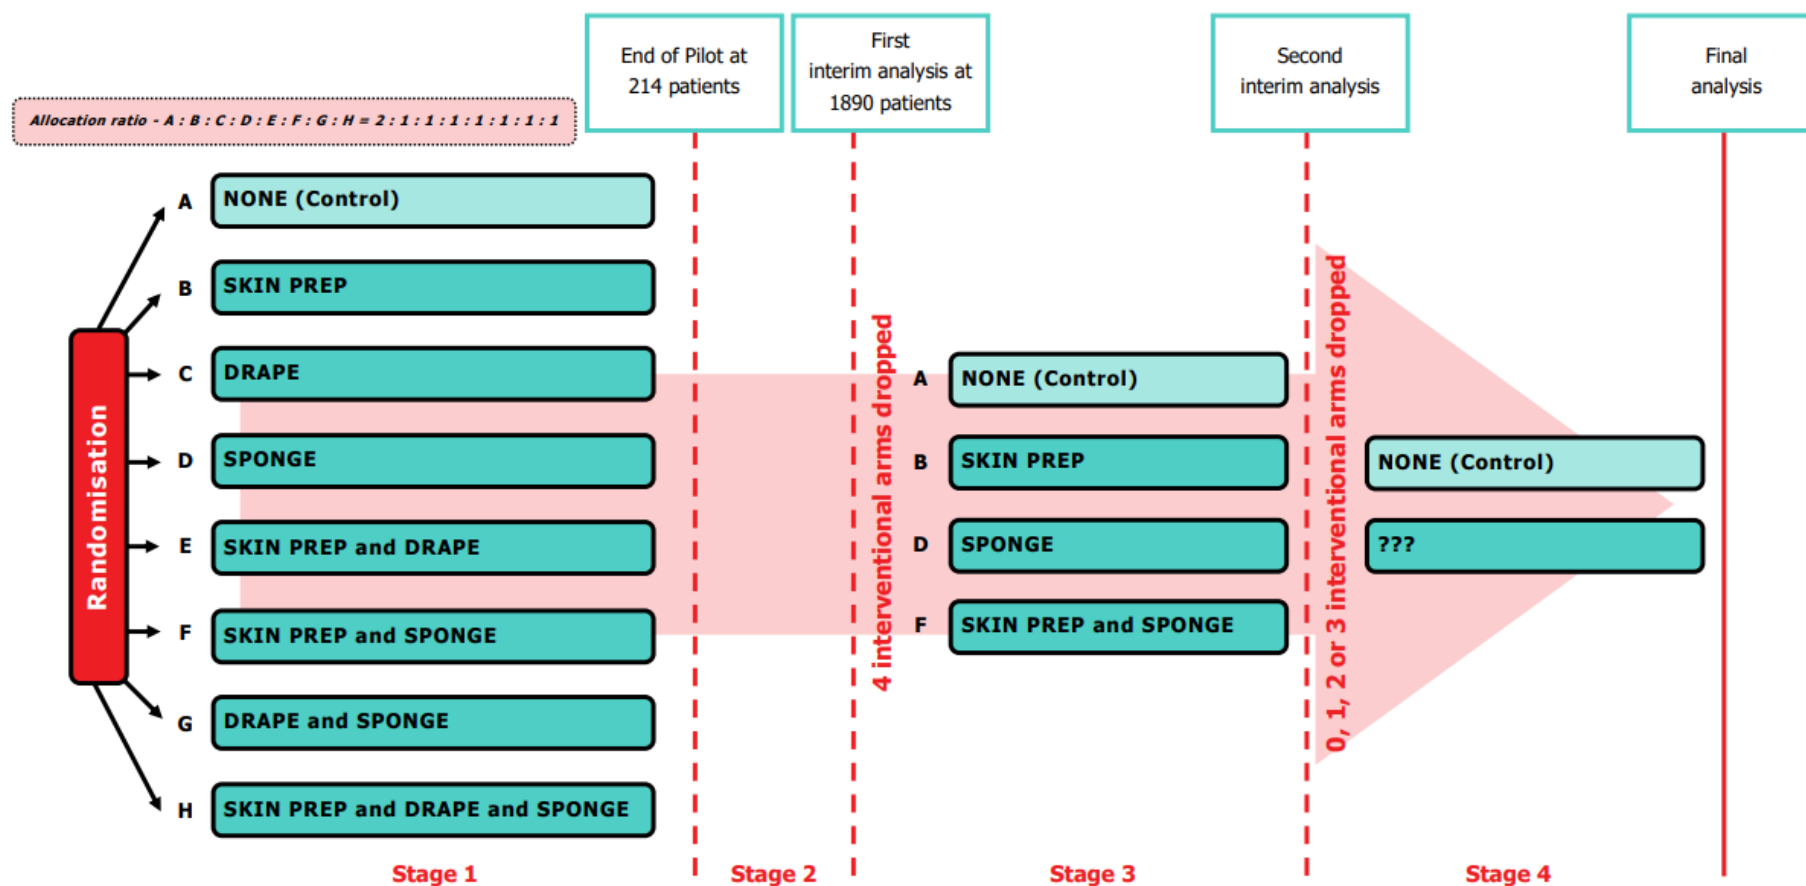 End of Pilot at
214 patients
First
interim analysis at
1890 patients
Second
interim analysis
Final
analysis
Allocation ratio - A : B : C : D : E : F : G : H = 2 : 1 : 1 : 1 : 1 : 1 : 1 : 1
Randomisation
A
NONE (Control)
B
SKIN PREP
C
DRAPE
D
SPONGE
E
SKIN PREP and DRAPE
F
SKIN PREP and SPONGE
G
DRAPE and SPONGE
H
SKIN PREP and DRAPE and SPONGE
4 interventional arms dropped
A
NONE (Control)
B
SKIN PREP
D
SPONGE
F
SKIN PREP and SPONGE
0, 1, 2 or 3 interventional arms dropped
NONE (Control)
???
Stage 1
Stage 2
Stage 3
Stage 4